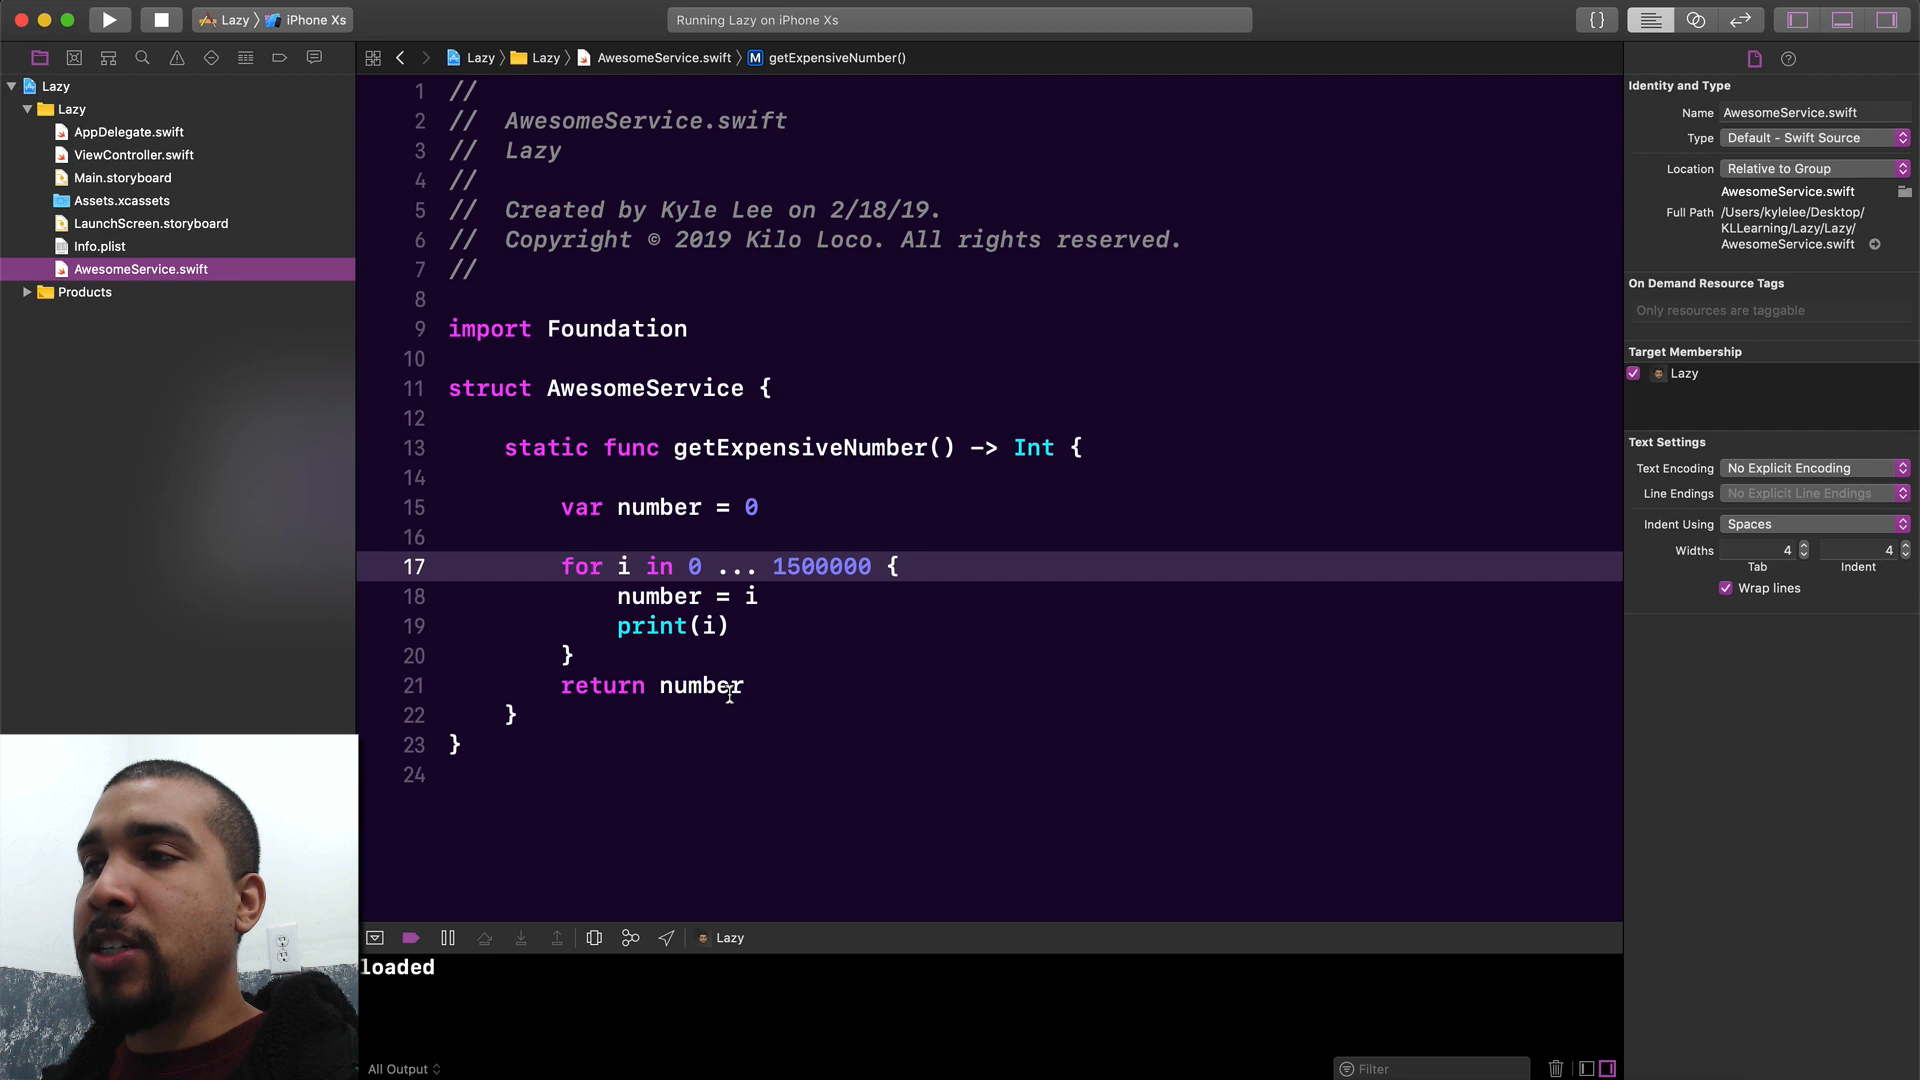 Lazy
iPhone Xs
Running Lazy on iPhone Xs
{}
Lazy
Lazy
AwesomeService.swift
M
getExpensiveNumber()
Lazy
Lazy
AppDelegate.swift
ViewController.swift
Main.storyboard
Assets.xcassets
LaunchScreen.storyboard
Info.plist
AwesomeService.swift
Products
1 //
2 // AwesomeService.swift
3 // Lazy
4 //
5 // Created by Kyle Lee on 2/18/19.
6 // Copyright © 2019 Kilo Loco. All rights reserved.
7 //
8
9 import Foundation
10
11 struct AwesomeService {
12
13 static func getExpensiveNumber() -> Int {
14
15 var number = 0
16
17 for i in 0 ... 1500000 {
18 number = i
19 print(i)
20 }
21 return number
22 }
23 }
24
Lazy
loaded
All Output
Filter
Identity and Type
Name AwesomeService.swift
Type Default - Swift Source
Location Relative to Group
AwesomeService.swift
Full Path /Users/kylelee/Desktop/
KLLearning/Lazy/Lazy/
AwesomeService.swift
On Demand Resource Tags
Only resources are taggable
Target Membership
Lazy
Text Settings
Text Encoding No Explicit Encoding
Line Endings No Explicit Line Endings
Indent Using Spaces
Widths 4 4
Tab Indent
Wrap lines